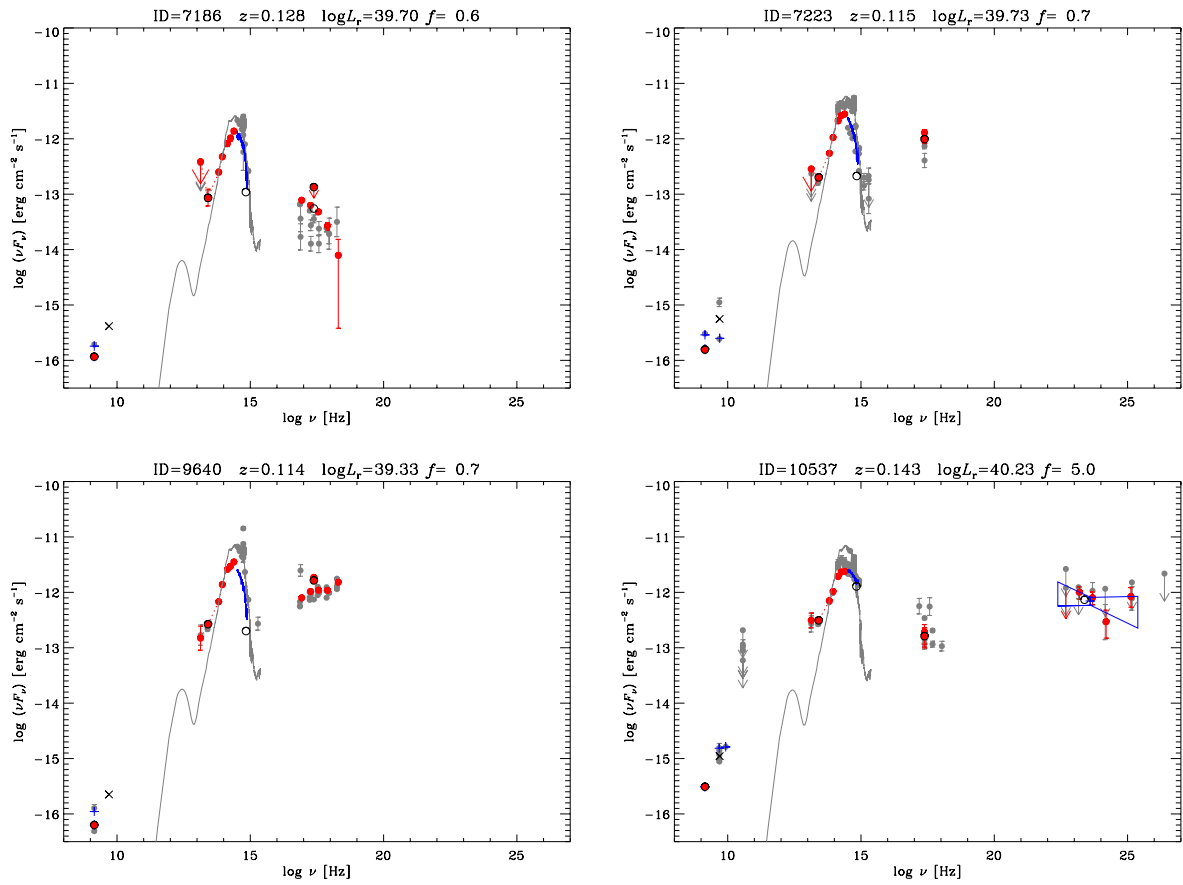 ID=7186 z=0.128 logLr=39.70 f= 0.6
-10
-11
-12
-13
-14
-15
-16
log (νFν) [erg cm-2 s-1]
10 15 20 25
log ν [Hz]
ID=7223 z=0.115 logLr=39.73 f= 0.7
-10
-11
-12
-13
-14
-15
-16
log (νFν) [erg cm-2 s-1]
10 15 20 25
log ν [Hz]
ID=9640 z=0.114 logLr=39.33 f= 0.7
-10
-11
-12
-13
-14
-15
-16
log (νFν) [erg cm-2 s-1]
10 15 20 25
log ν [Hz]
ID=10537 z=0.143 logLr=40.23 f= 5.0
-10
-11
-12
-13
-14
-15
-16
log (νFν) [erg cm-2 s-1]
10 15 20 25
log ν [Hz]